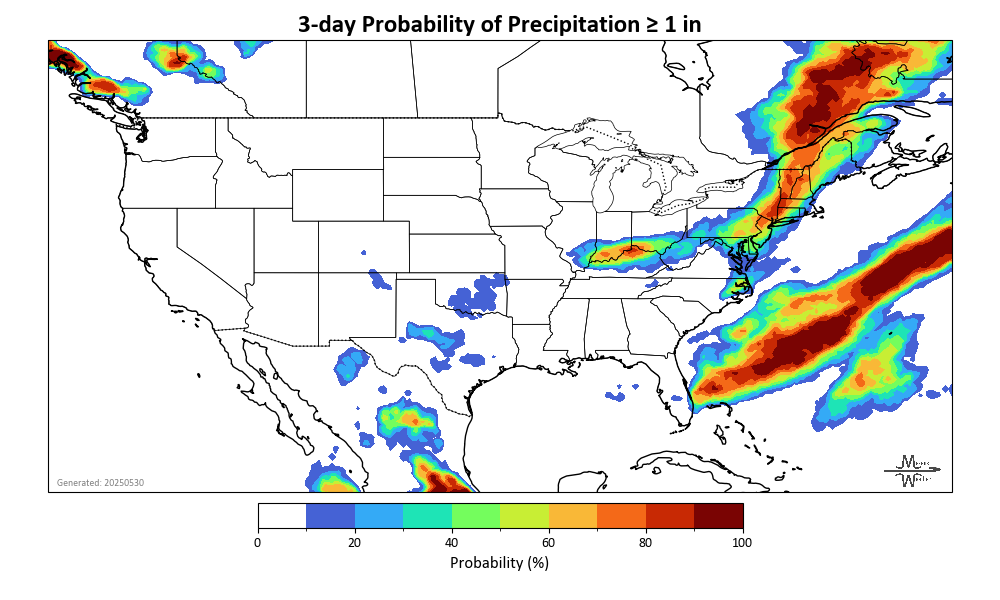 3-day Probability of Precipitation ≥ 1 in
Generated: 20250530
0 20 40 60 80 100
Probability (%)